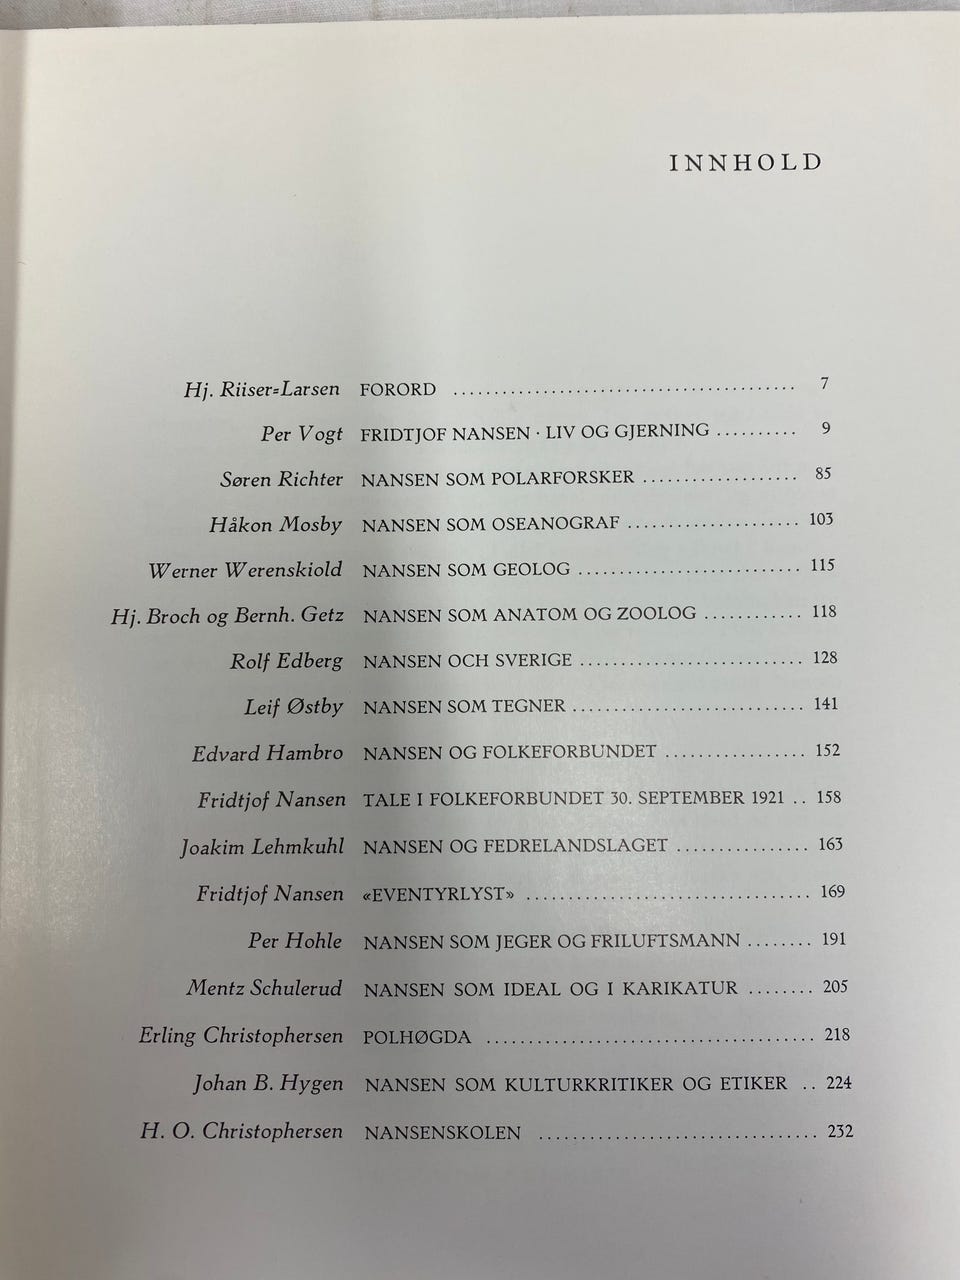 INNHOLD
Hj. Riiser-Larsen FORORD ........................................ 7
Per Vogt FRIDTJOF NANSEN · LIV OG GJERNING .......... 9
Søren Richter NANSEN SOM POLARFORSKER ................... 85
Håkon Mosby NANSEN SOM OSEANOGRAF ..................... 103
Werner Werenskiold NANSEN SOM GEOLOG ........................... 115
Hj. Broch og Bernh. Getz NANSEN SOM ANATOM OG ZOOLOG ............ 118
Rolf Edberg NANSEN OCH SVERIGE ........................... 128
Leif Østby NANSEN SOM TEGNER ............................ 141
Edvard Hambro NANSEN OG FOLKEFORBUNDET ................. 152
Fridtjof Nansen TALE I FOLKEFORBUNDET 30. SEPTEMBER 1921 .. 158
Joakim Lehmkuhl NANSEN OG FEDRELANDSLAGET ................ 163
Fridtjof Nansen «EVENTYRLYST» .................................. 169
Per Hohle NANSEN SOM JEGER OG FRILUFTSMANN ........ 191
Mentz Schulerud NANSEN SOM IDEAL OG I KARIKATUR ........ 205
Erling Christophersen POLHØGDA ....................................... 218
Johan B. Hygen NANSEN SOM KULTURKRITIKER OG ETIKER .. 224
H. O. Christophersen NANSENSKOLEN ................................. 232